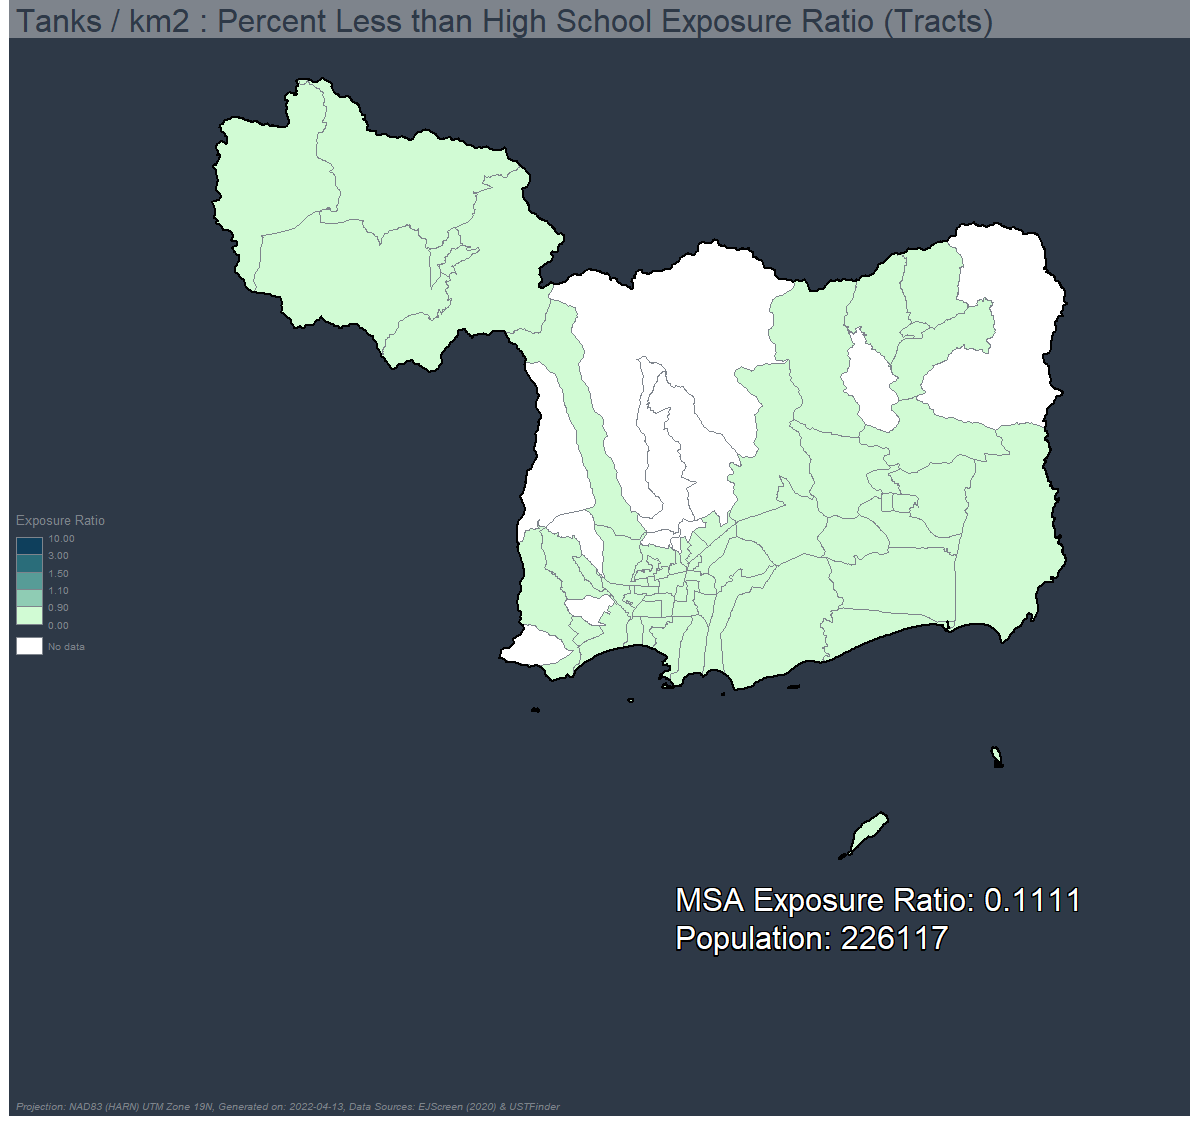 Tanks / km2 : Percent Less than High School Exposure Ratio (Tracts)
Exposure Ratio
10.00
3.00
1.50
1.10
0.90
0.00
No data
MSA Exposure Ratio: 0.1111
Population: 226117
Projection: NAD83 (HARN) UTM Zone 19N, Generated on: 2022-04-13, Data Sources: EJScreen (2020) & USTFinder